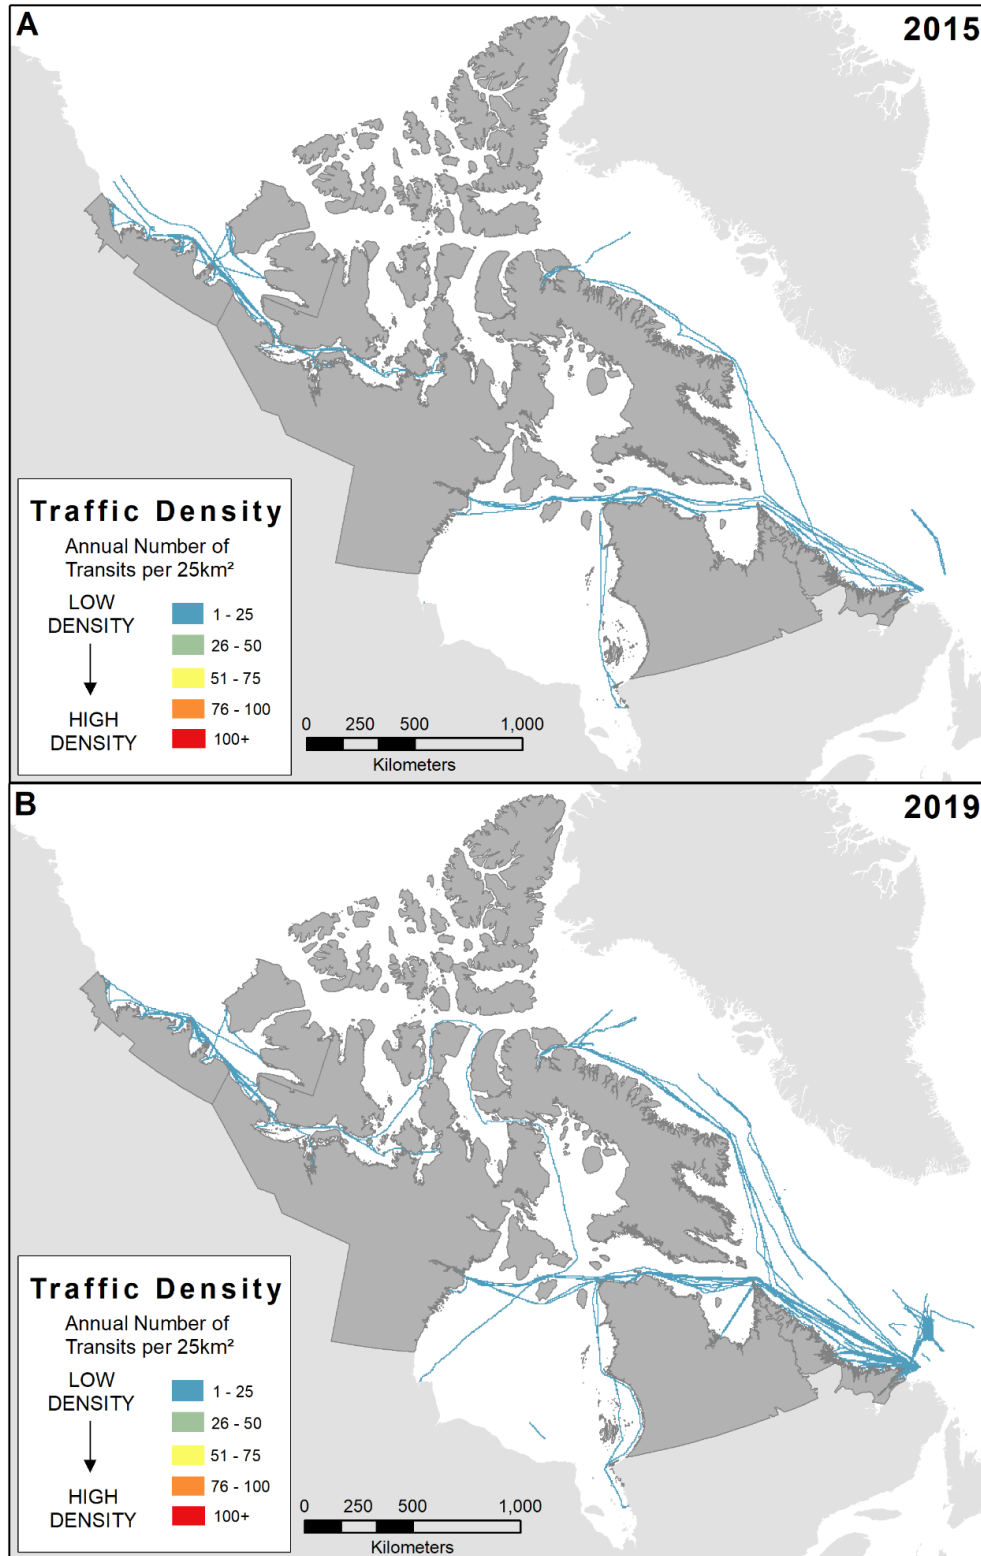 A
2015
Traffic Density
Annual Number of
Transits per 25km²
LOW
DENSITY
HIGH
DENSITY
1 - 25
26 - 50
51 - 75
76 - 100
100+
0 250 500 1,000
Kilometers
B
2019
Traffic Density
Annual Number of
Transits per 25km²
LOW
DENSITY
HIGH
DENSITY
1 - 25
26 - 50
51 - 75
76 - 100
100+
0 250 500 1,000
Kilometers